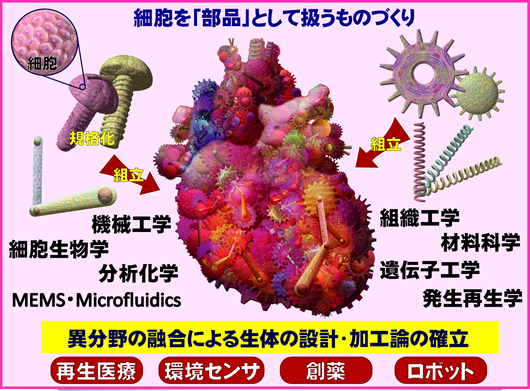 細胞を「部品」として扱うものづくり
細胞
規格化
組立
組立
機械工学
細胞生物学
分析化学
MEMS・Microfluidics
組織工学
材料科学
遺伝子工学
発生再生学
異分野の融合による生体の設計・加工論の確立
再生医療
環境センサ
創薬
ロボット